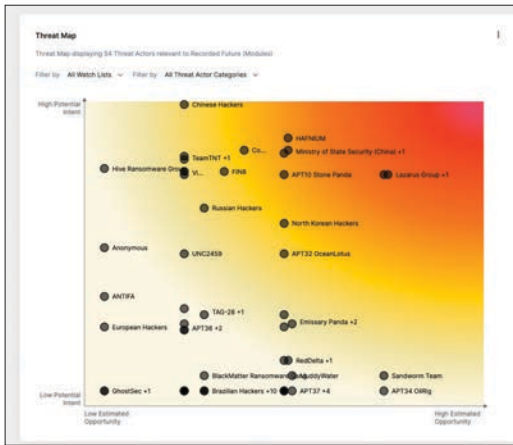 Threat Map
Threat Map displaying 54 Threat Actors relevant to Recorded Future (Modules)
Filter by All Watch Lists Filter by All Threat Actor Categories
High Potential
Intent
Chinese Hackers
HAFNIUM
Co...
Ministry of State Security (China) +1
TeamTNT +1
Hive Ransomware
Vi...
FIN6
APT10 Stone Panda
Lazarus Group +1
Russian Hackers
North Korean Hackers
Anonymous
UNC2459
APT32 OceanLotus
ANTIFA
TAG-28 +1
European Hackers
APT36 +2
Emissary Panda +2
RedDelta +1
BlackMatter Ransomware
MuddyWater
Sandworm Team
GhostSec +1
Brazilian Hackers +10
APT37 +4
APT34 OilRig
Low Potential
Intent
Low Estimated
Opportunity
High Estimated
Opportunity